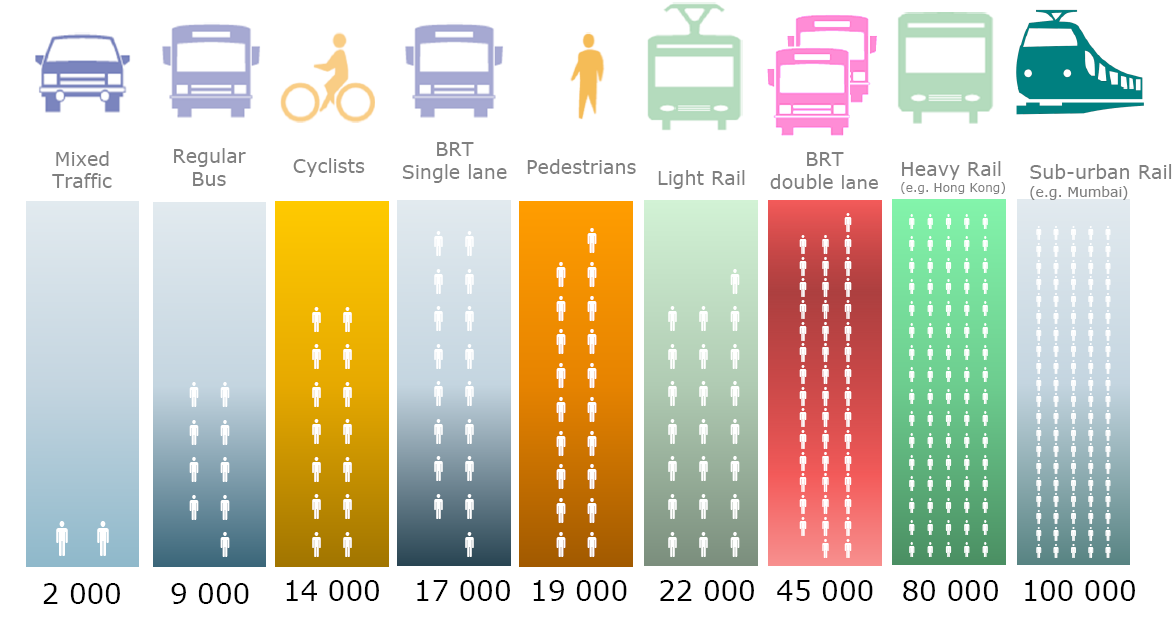 Mixed
Traffic
Regular
Bus
Cyclists
BRT
Single lane
Pedestrians
Light Rail
BRT
double lane
Heavy Rail
(e.g. Hong Kong)
Sub-urban Rail
(e.g. Mumbai)
2 000
9 000
14 000
17 000
19 000
22 000
45 000
80 000
100 000